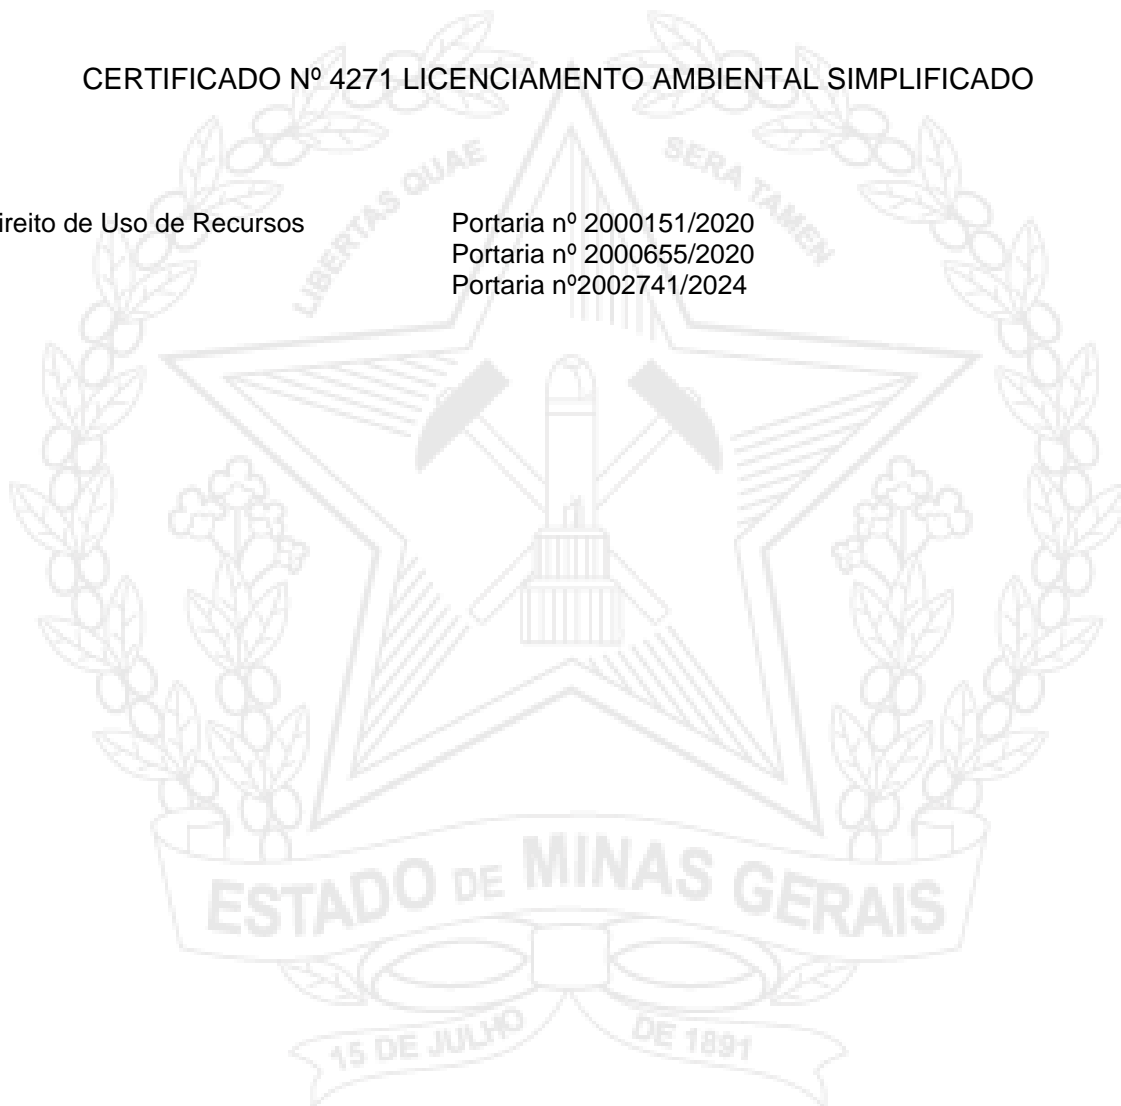 CERTIFICADO Nº 4271 LICENCIAMENTO AMBIENTAL SIMPLIFICADO
LIBERTAS QUAE SERA TAMEN
ireito de Uso de Recursos Portaria nº 2000151/2020
Portaria nº 2000655/2020
Portaria nº2002741/2024
ESTADO DE MINAS GERAIS
15 DE JULHO DE 1891